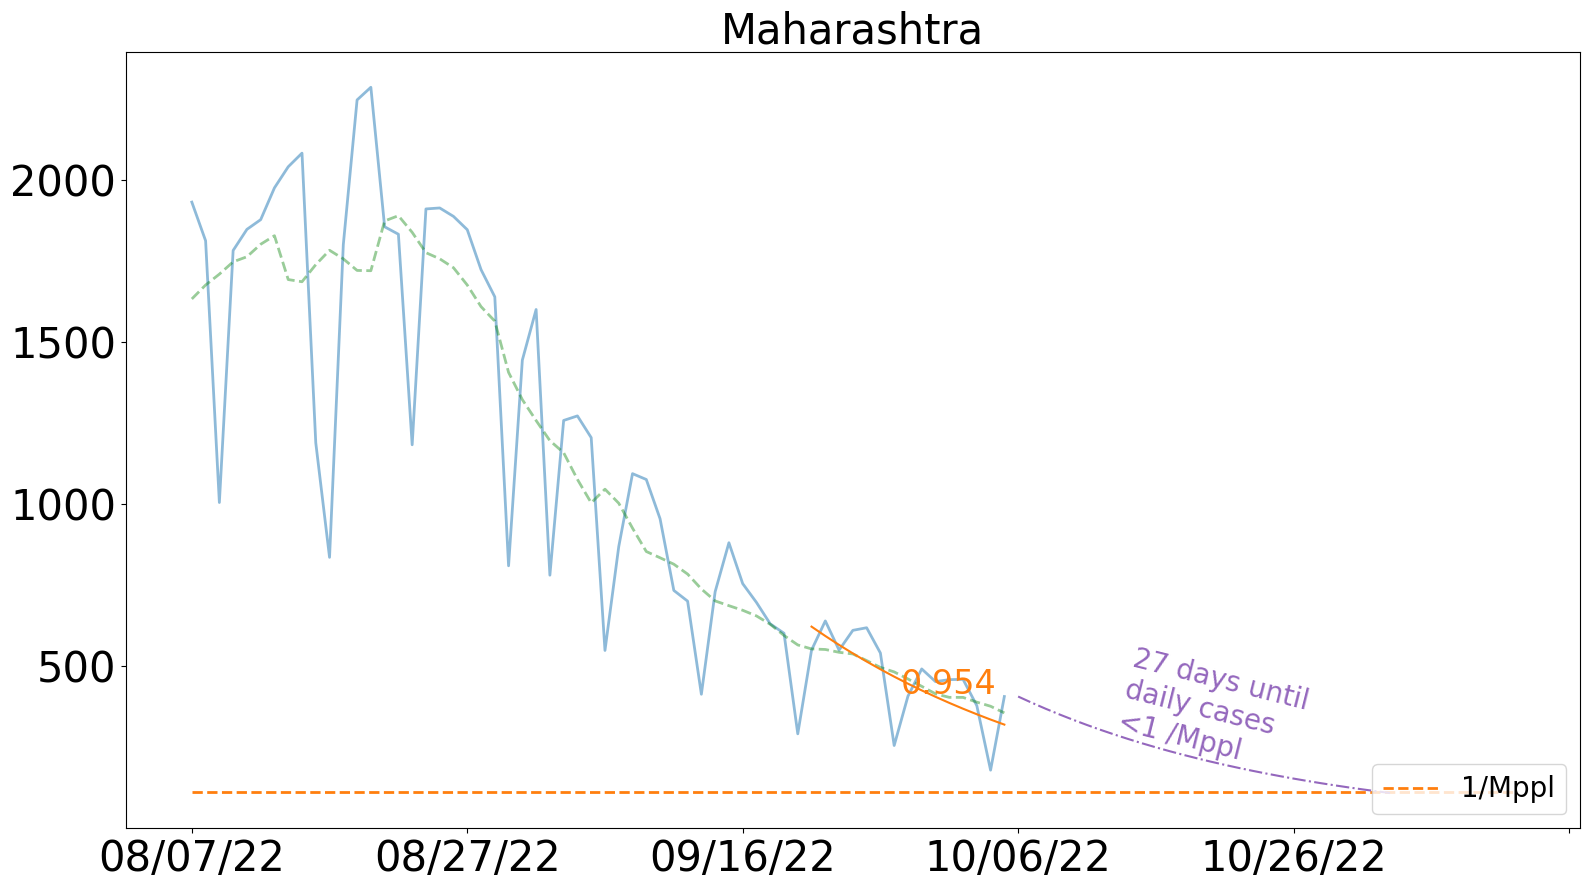 Maharashtra
2000
1500
1000
500
0.954
27 days until
daily cases
<1 /Mppl
1/Mppl
08/07/22
08/27/22
09/16/22
10/06/22
10/26/22